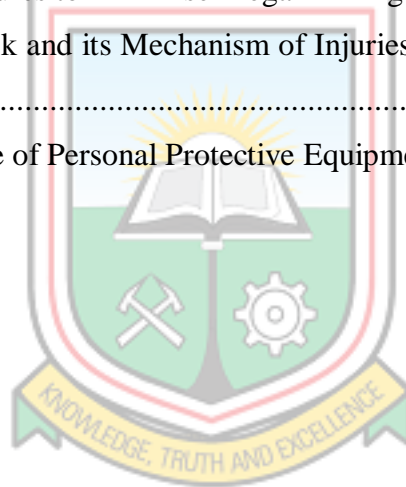 k and its Mechanism of Injuries
e of Personal Protective Equipme
KNOWLEDGE, TRUTH AND EXCELLENCE